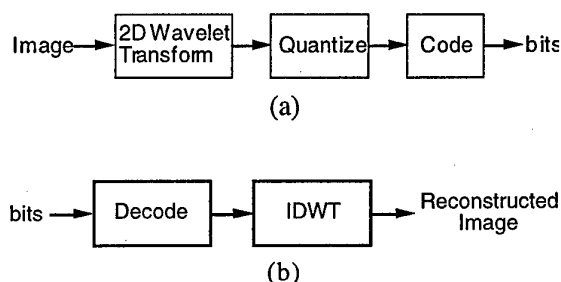 Image
2D Wavelet
Transform
Quantize
Code
bits
(a)
bits
Decode
IDWT
Reconstructed
Image
(b)